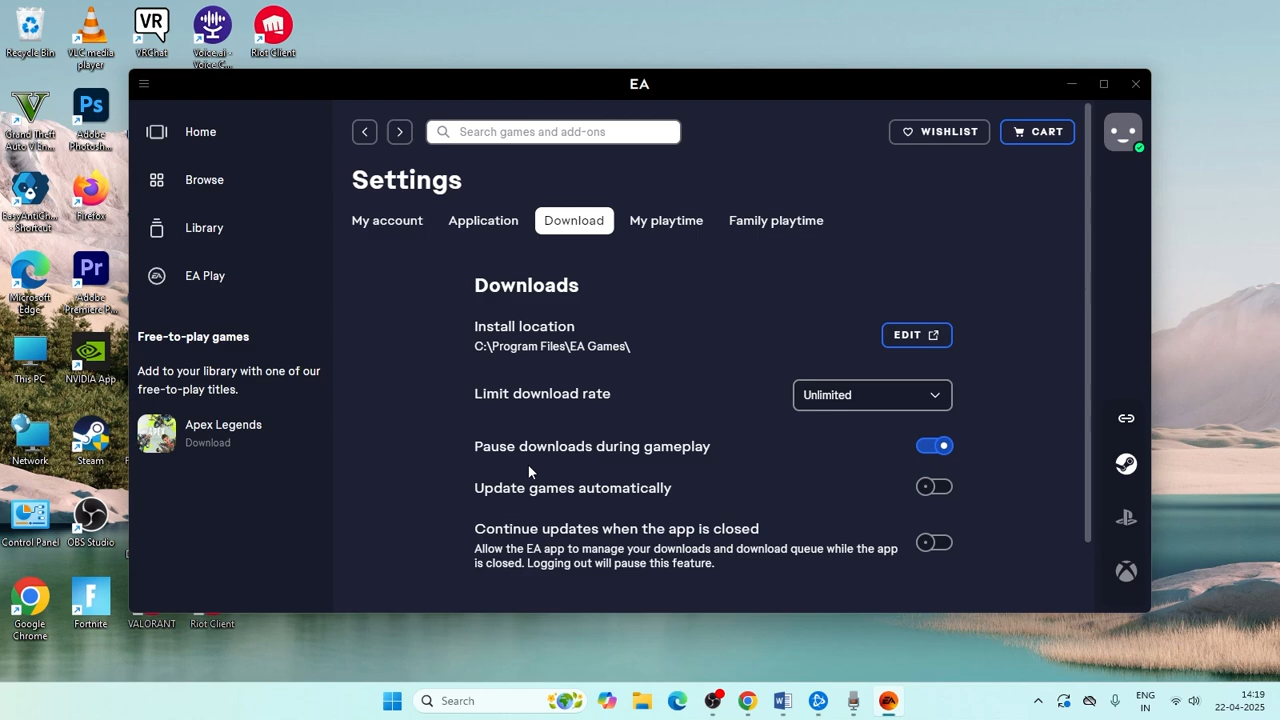 Recycle Bin
VLC media
player
VRChat
Voice.ai -
Voice C...
Riot Client
VR
EA
Grand Theft
Auto V En...
Ps
Adobe
Photosh...
EasyAntiCh...
- Shortcut
Firefox
Microsoft
Edge
Pr
Adobe
Premiere P...
This PC
NVIDIA App
Network
Steam
Control Panel
OBS Studio
Google
Chrome
Fortnite
VALORANT
Riot Client
Home
Browse
Library
EA Play
Free-to-play games
Add to your library with one of our
free-to-play titles.
Apex Legends
Download
Search games and add-ons
WISHLIST
CART
Settings
My account
Application
Download
My playtime
Family playtime
Downloads
Install location
C:\Program Files\EA Games\
EDIT
Limit download rate
Unlimited
Pause downloads during gameplay
Update games automatically
Continue updates when the app is closed
Allow the EA app to manage your downloads and download queue while the app
is closed. Logging out will pause this feature.
Search
ENG
IN
14:19
22-04-2025